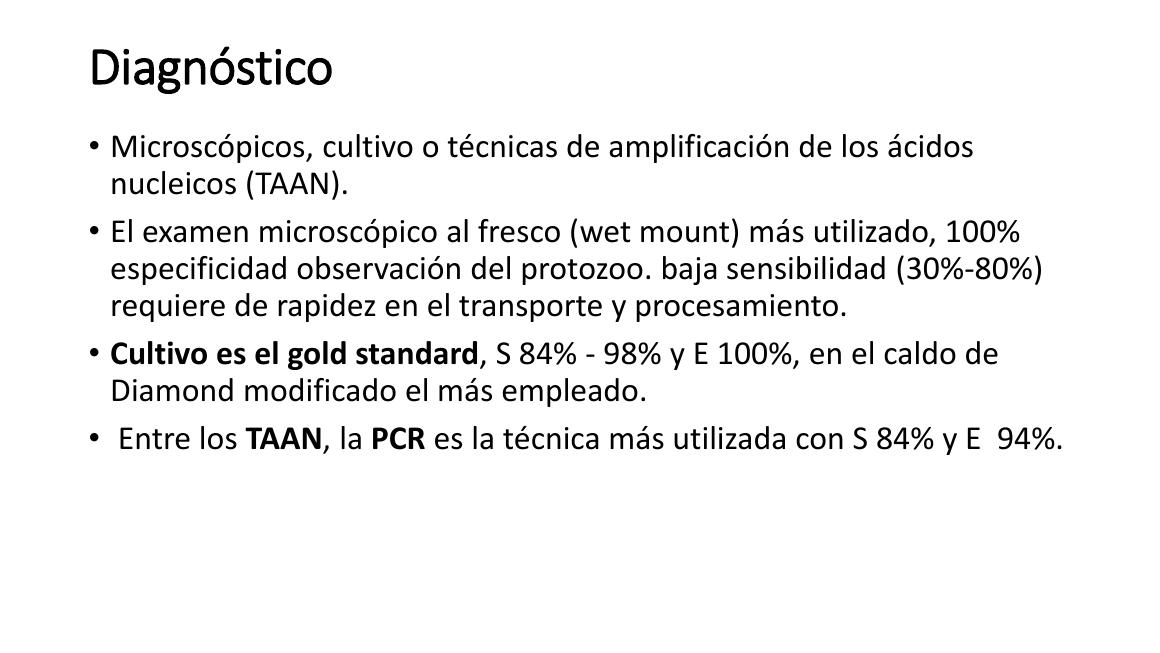 Diagnóstico
• Microscópicos, cultivo o técnicas de amplificación de los ácidos
nucleicos (TAAN).
• El examen microscópico al fresco (wet mount) más utilizado, 100%
especificidad observación del protozoo. baja sensibilidad (30%-80%)
requiere de rapidez en el transporte y procesamiento.
• Cultivo es el gold standard, S 84% - 98% y E 100%, en el caldo de
Diamond modificado el más empleado.
• Entre los TAAN, la PCR es la técnica más utilizada con S 84% y E  94%.